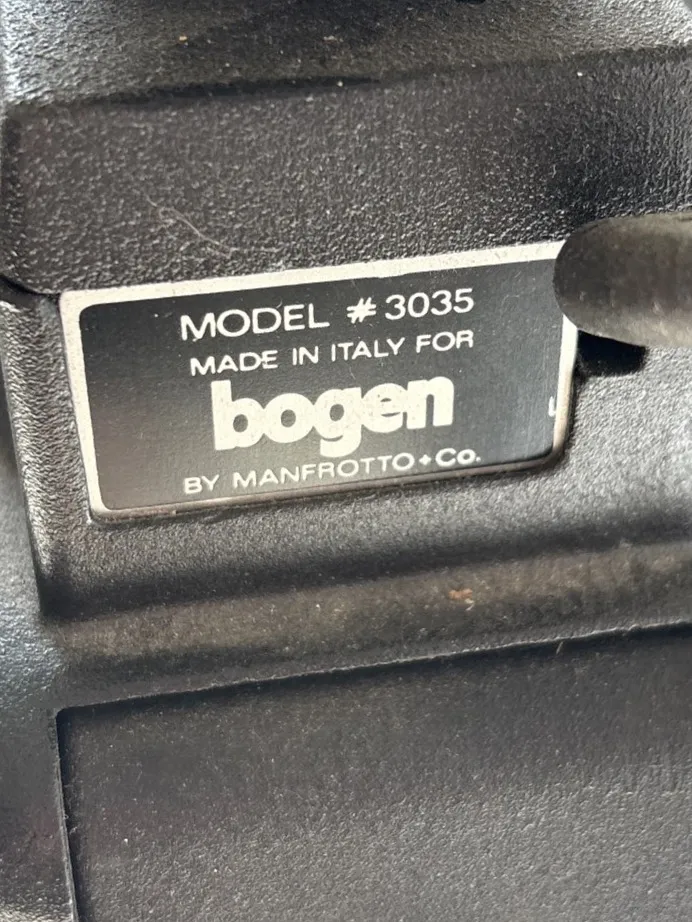 MODEL #3035
MADE IN ITALY FOR
bogen
BY MANFROTTO+Co.